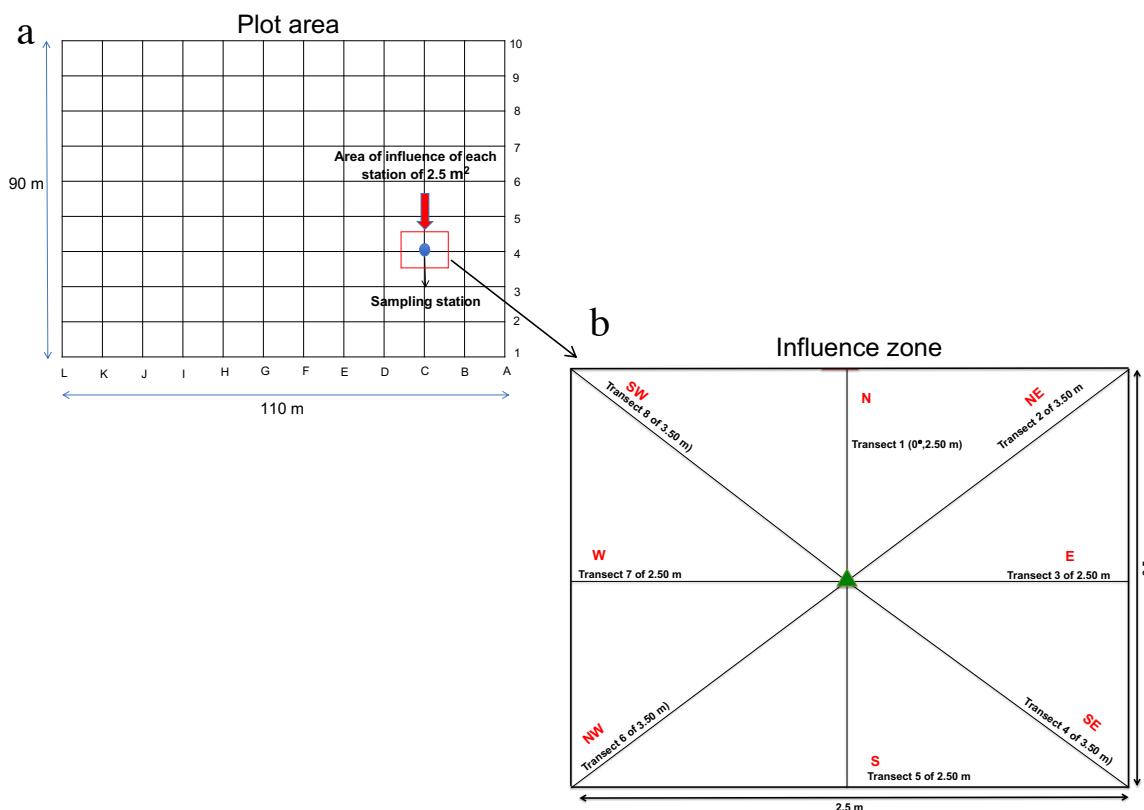 a
Plot area
10
9
8
7
Area of influence of each
station of 2.5 m²
6
90 m
5
4
3
Sampling station
2
1
L K J I H G F E D C B A
110 m
b
Influence zone
SW
Transect 8 of 3.50 m)
N
NE
Transect 2 of 3.50 m
Transect 1 (0°,2.50 m)
W
Transect 7 of 2.50 m
E
Transect 3 of 2.50 m
NW
Transect 6 of 3.50 m)
SE
Transect 4 of 3.50 m)
S
Transect 5 of 2.50 m
2.5 m